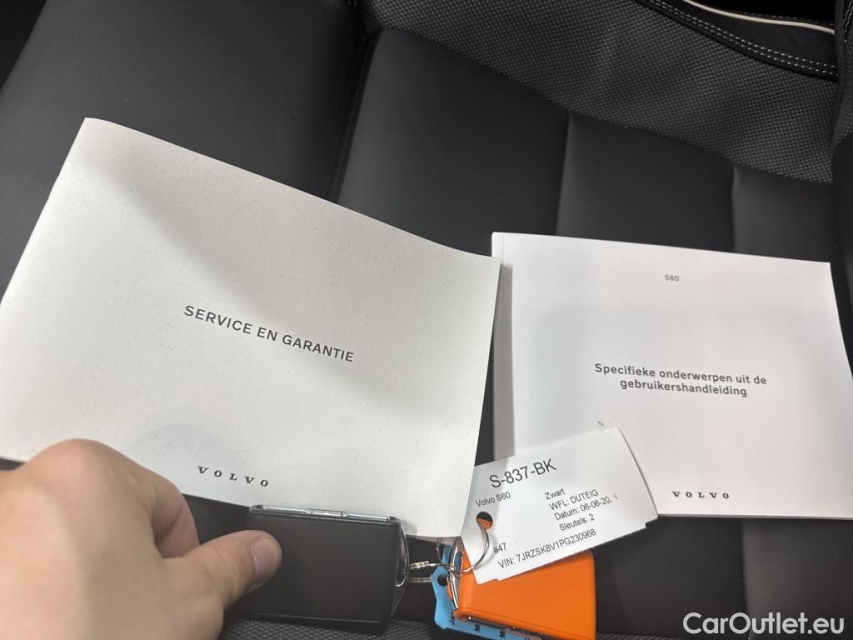 SERVICE EN GARANTIE
VOLVO
S60
Specifieke onderwerpen uit de
gebruikershandleiding
VOLVO
S-837-BK
Volvo S60
Zwart
WFL: DUTEIG
Datum: 06-06-20
Sleutels: 2
#47
VIN: 7JRZSK8V1PG230968
CarOutlet.eu